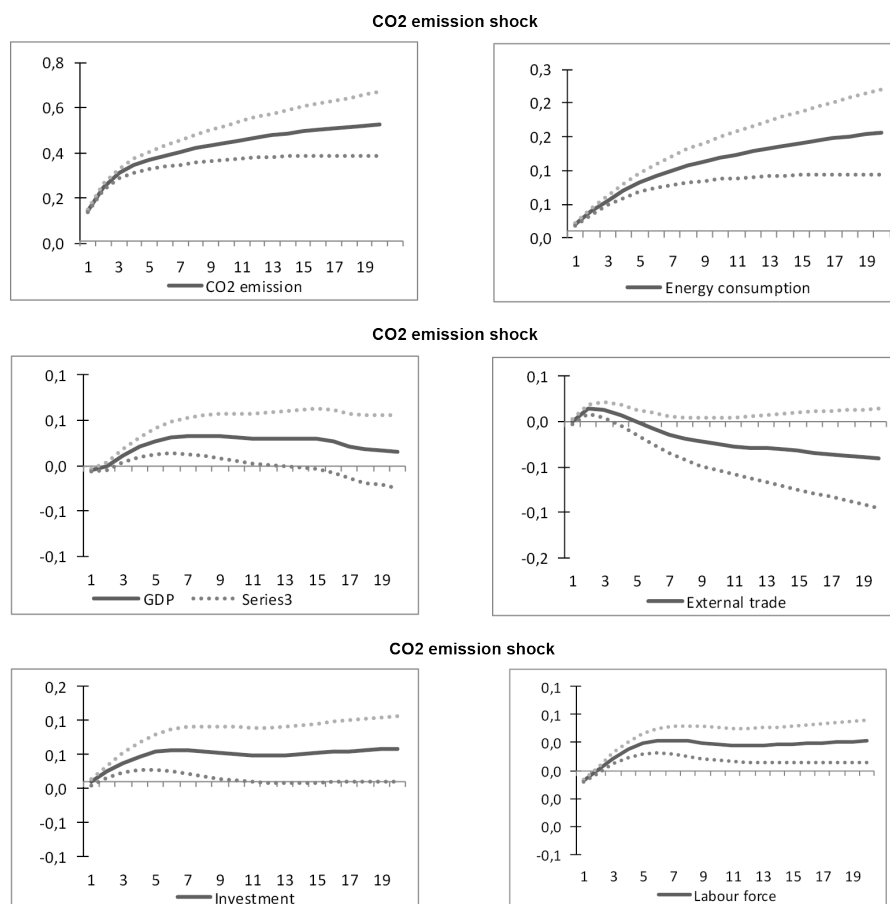 CO2 emission shock
0,8
0,6
0,4
0,2
0,0
1 3 5 7 9 11 13 15 17 19
CO2 emission
0,3
0,2
0,2
0,1
0,1
0,0
1 3 5 7 9 11 13 15 17 19
Energy consumption
CO2 emission shock
0,1
0,1
0,0
-0,1
-0,1
1 3 5 7 9 11 13 15 17 19
GDP Series3
0,1
0,0
-0,1
-0,1
-0,2
1 3 5 7 9 11 13 15 17 19
External trade
CO2 emission shock
0,2
0,1
0,1
0,0
-0,1
-0,1
1 3 5 7 9 11 13 15 17 19
Investment
0,1
0,1
0,0
0,0
0,0
0,0
-0,1
1 3 5 7 9 11 13 15 17 19
Labour force